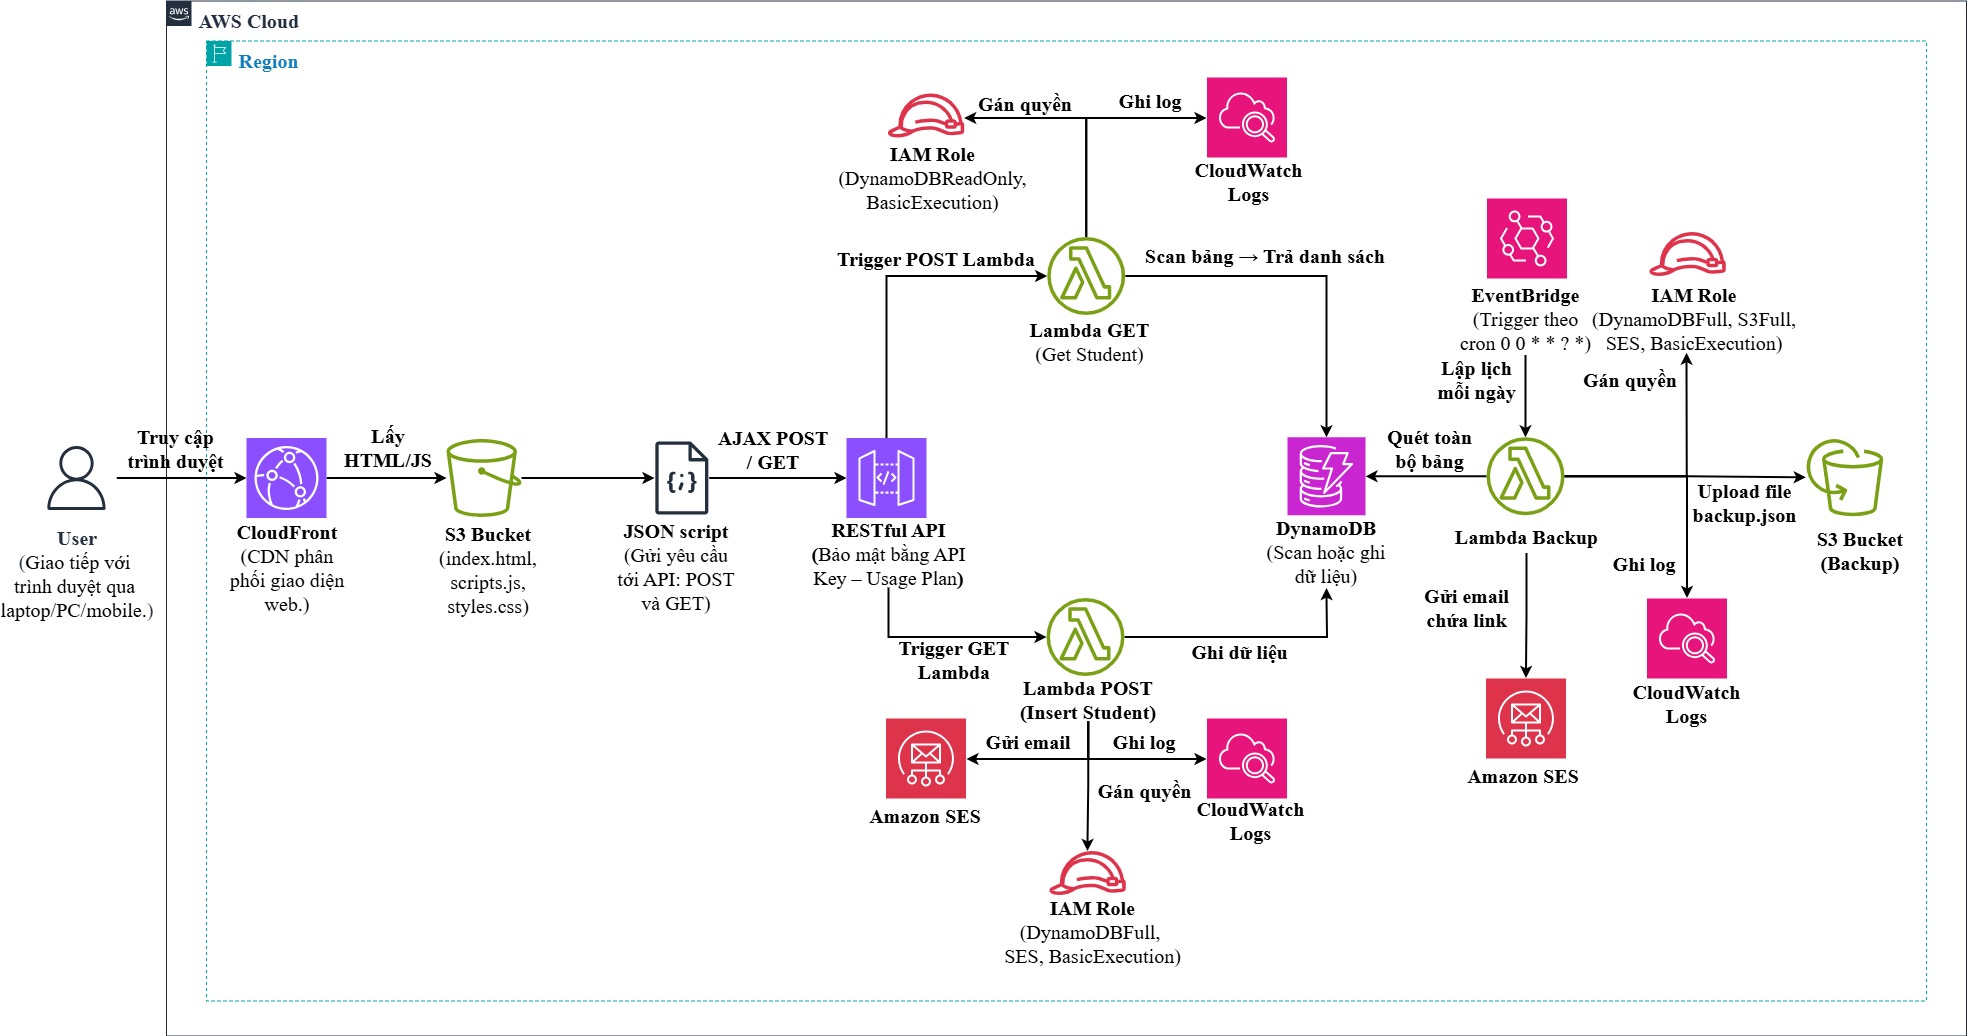 aws
AWS Cloud
Region
Gán quyền
Ghi log
IAM Role
(DynamoDBReadOnly,
BasicExecution)
CloudWatch
Logs
Trigger POST Lambda
Scan bảng → Trả danh sách
Lambda GET
(Get Student)
EventBridge
(Trigger theo
cron 0 0 * * ? *)
IAM Role
(DynamoDBFull, S3Full,
SES, BasicExecution)
Lập lịch
mỗi ngày
Gán quyền
Truy cập
trình duyệt
Lấy
HTML/JS
AJAX POST
/ GET
Quét toàn
bộ bảng
User
(Giao tiếp với
trình duyệt qua
laptop/PC/mobile.)
CloudFront
(CDN phân
phối giao diện
web.)
S3 Bucket
(index.html,
scripts.js,
styles.css)
{;}
JSON script
(Gửi yêu cầu
tới API: POST
và GET)
</>
RESTful API
(Bảo mật bằng API
Key – Usage Plan)
DynamoDB
(Scan hoặc ghi
dữ liệu)
Lambda Backup
Upload file
backup.json
S3 Bucket
(Backup)
Ghi log
Gửi email
chứa link
CloudWatch
Logs
Amazon SES
Trigger GET
Lambda
Ghi dữ liệu
Lambda POST
(Insert Student)
Gửi email
Ghi log
Gán quyền
Amazon SES
CloudWatch
Logs
IAM Role
(DynamoDBFull,
SES, BasicExecution)